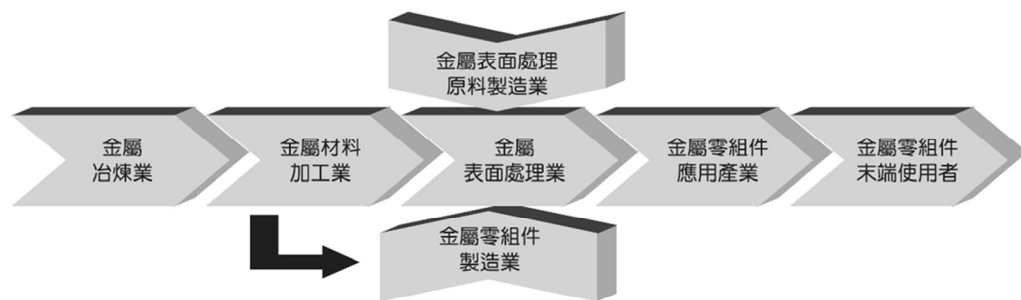 金屬表面處理
原料製造業
金屬
冶煉業
金屬材料
加工業
金屬
表面處理業
金屬零組件
應用產業
金屬零組件
末端使用者
金屬零組件
製造業